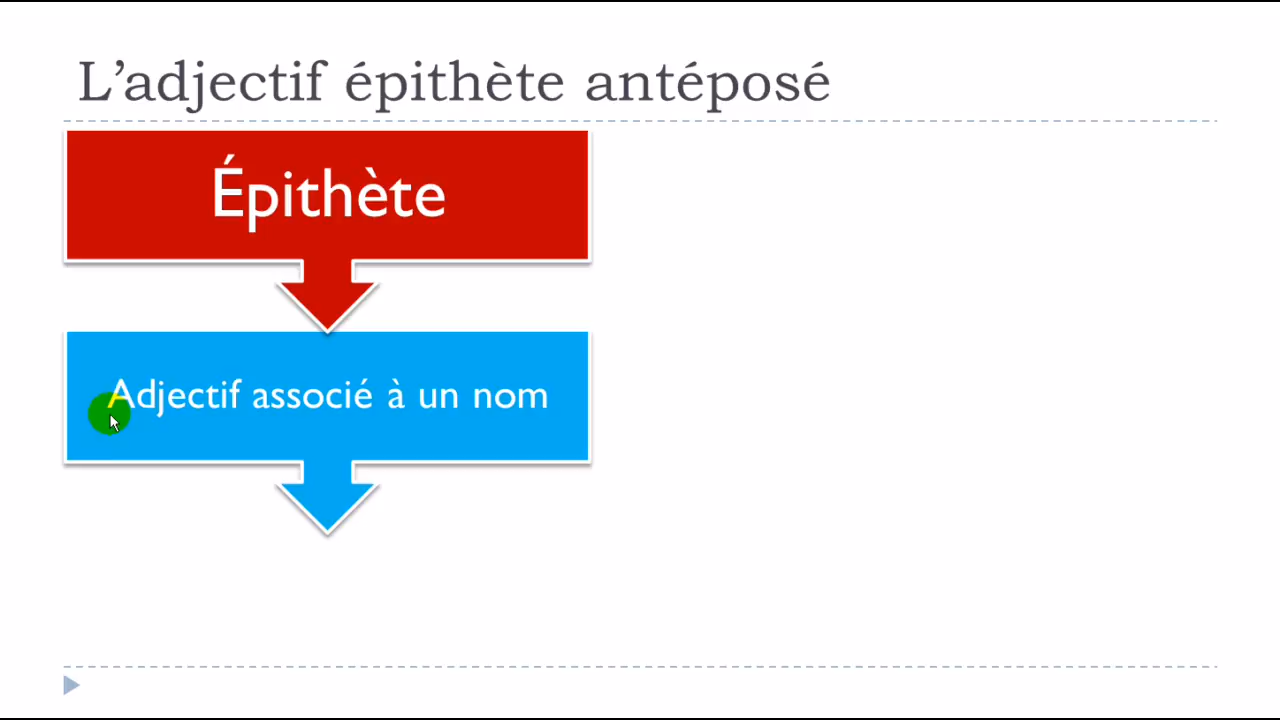 L’adjectif épithète antéposé
Épithète
Adjectif associé à un nom